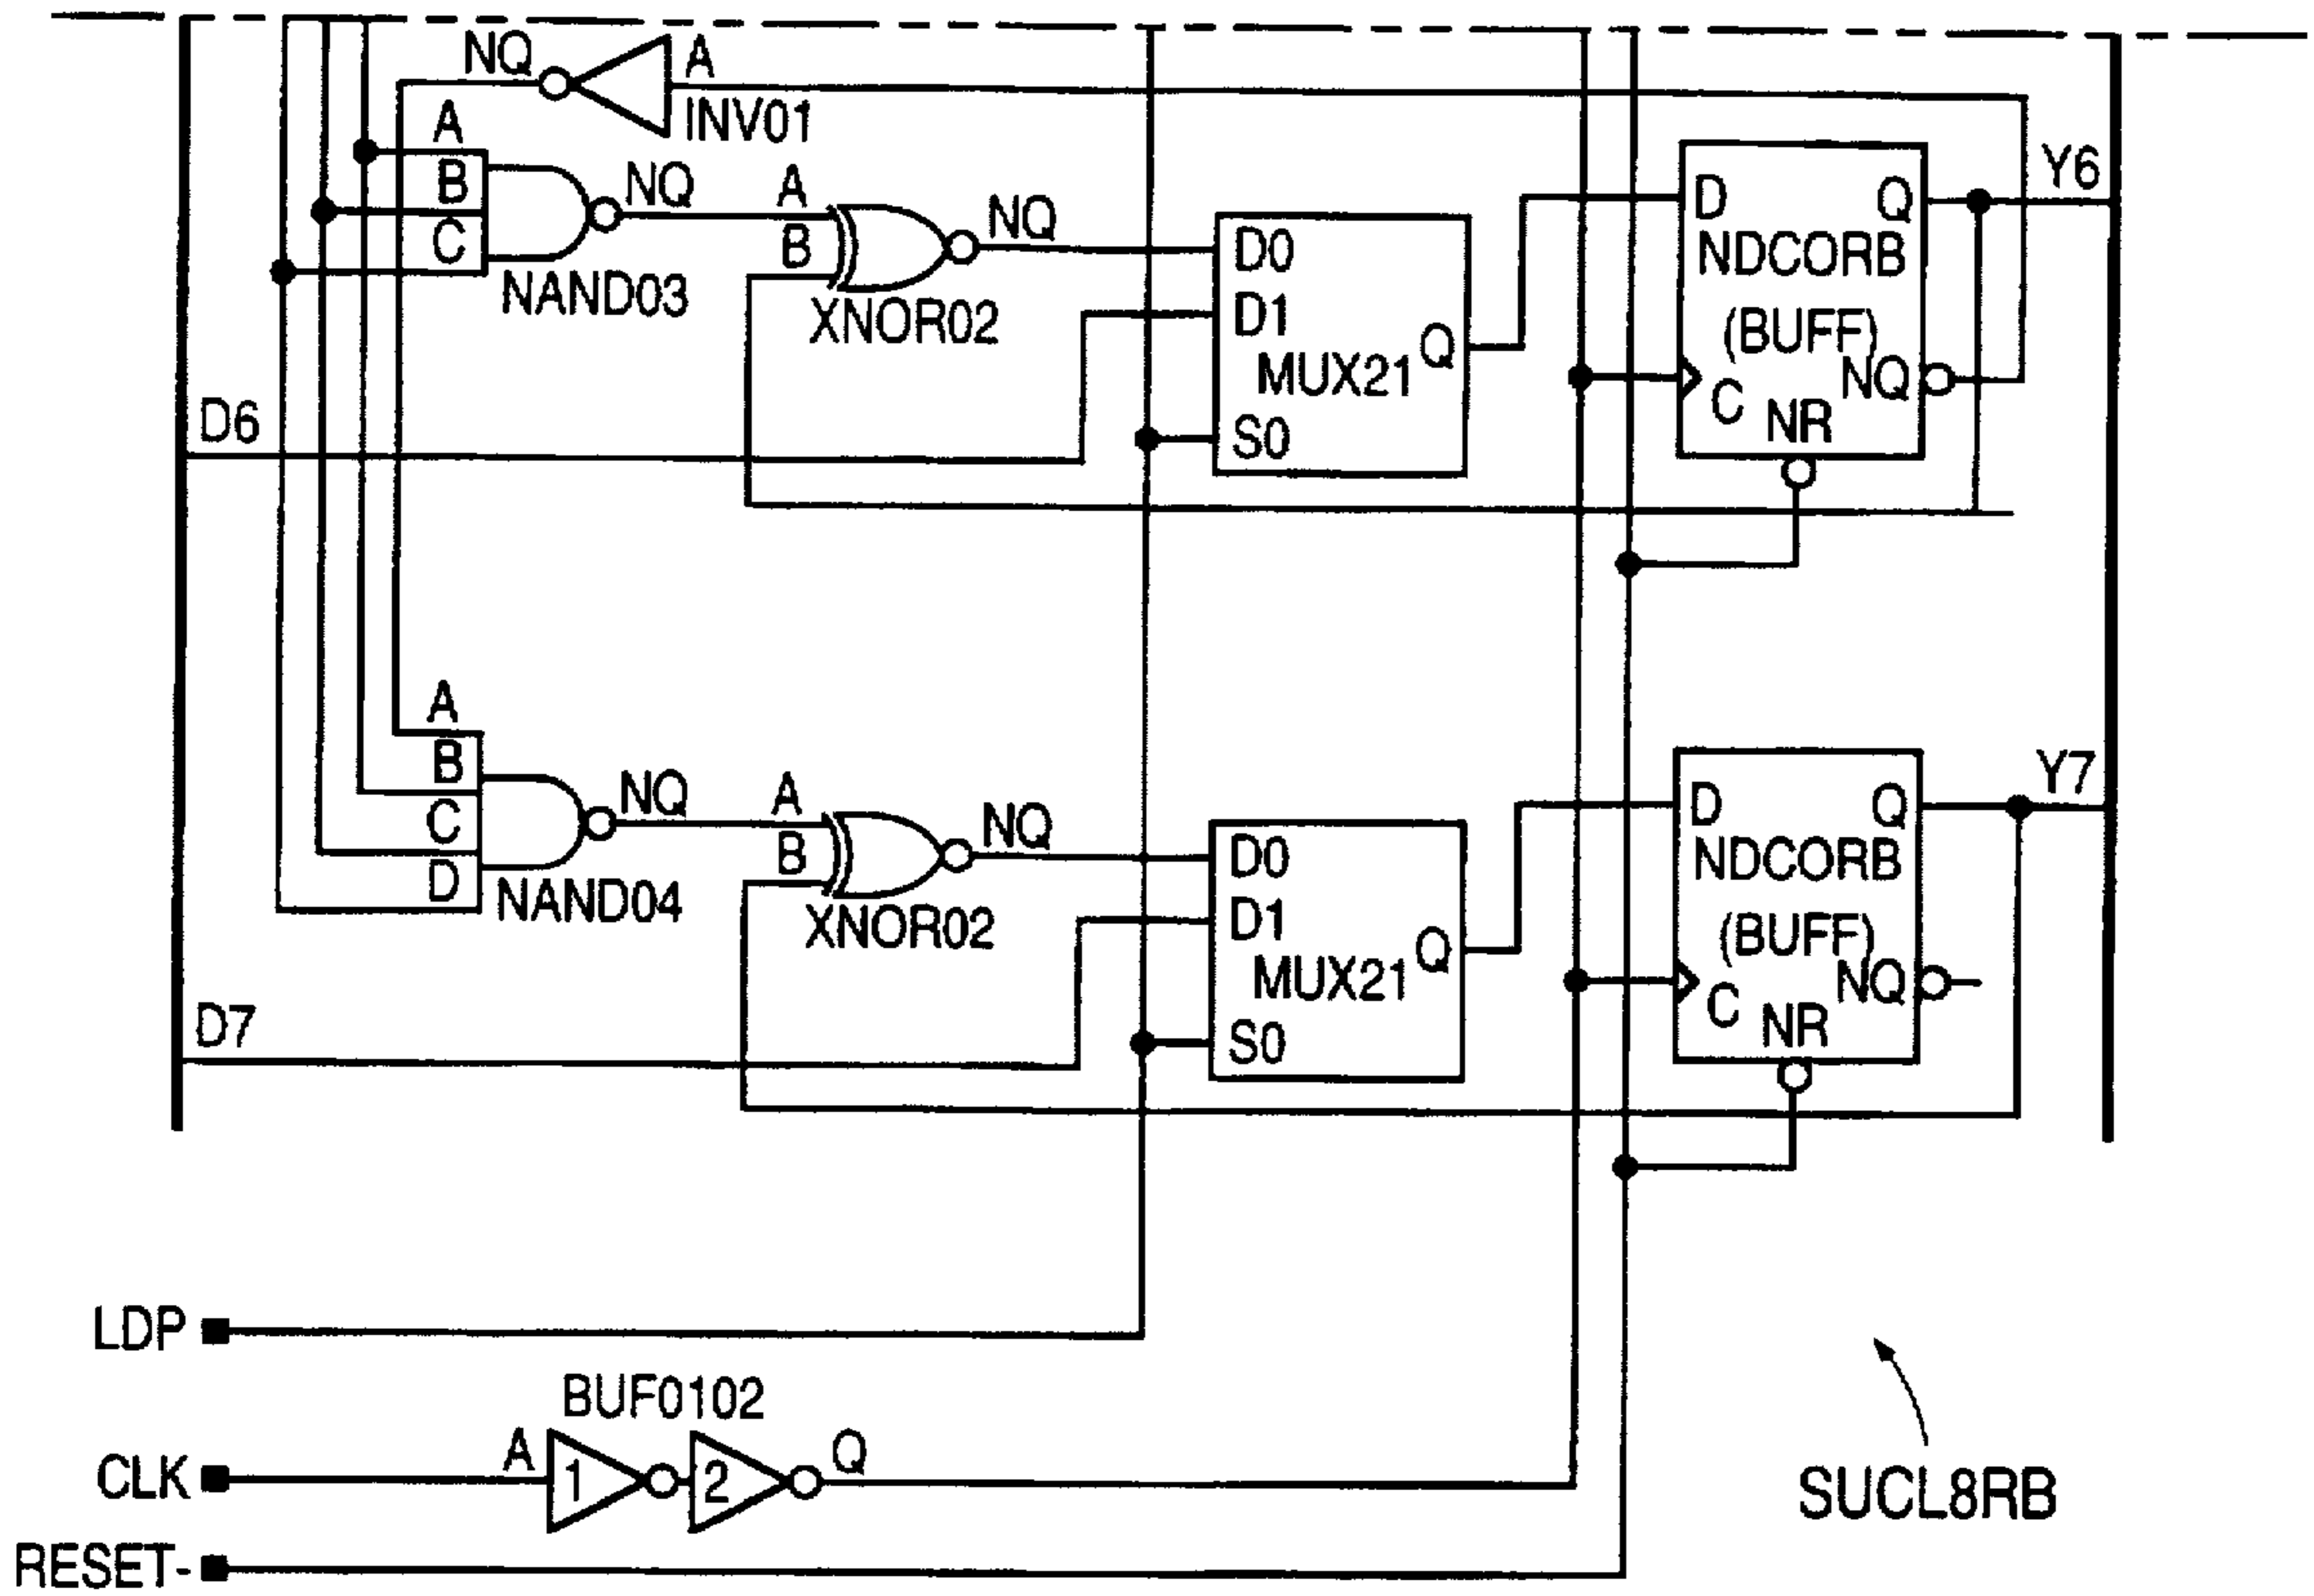 NQ
A
INV01
A
B
C
NQ
NAND03
A
B
NQ
XNOR02
D0
D1
MUX21
Q
S0
D
Q
NDCORB
(BUFF)
NQ
C
NR
Y6
D6
A
B
C
D
NQ
NAND04
A
B
NQ
XNOR02
D0
D1
MUX21
Q
S0
D
Q
NDCORB
(BUFF)
NQ
C
NR
Y7
D7
LDP
BUF0102
CLK
A
1
2
Q
RESET-
SUCL8RB